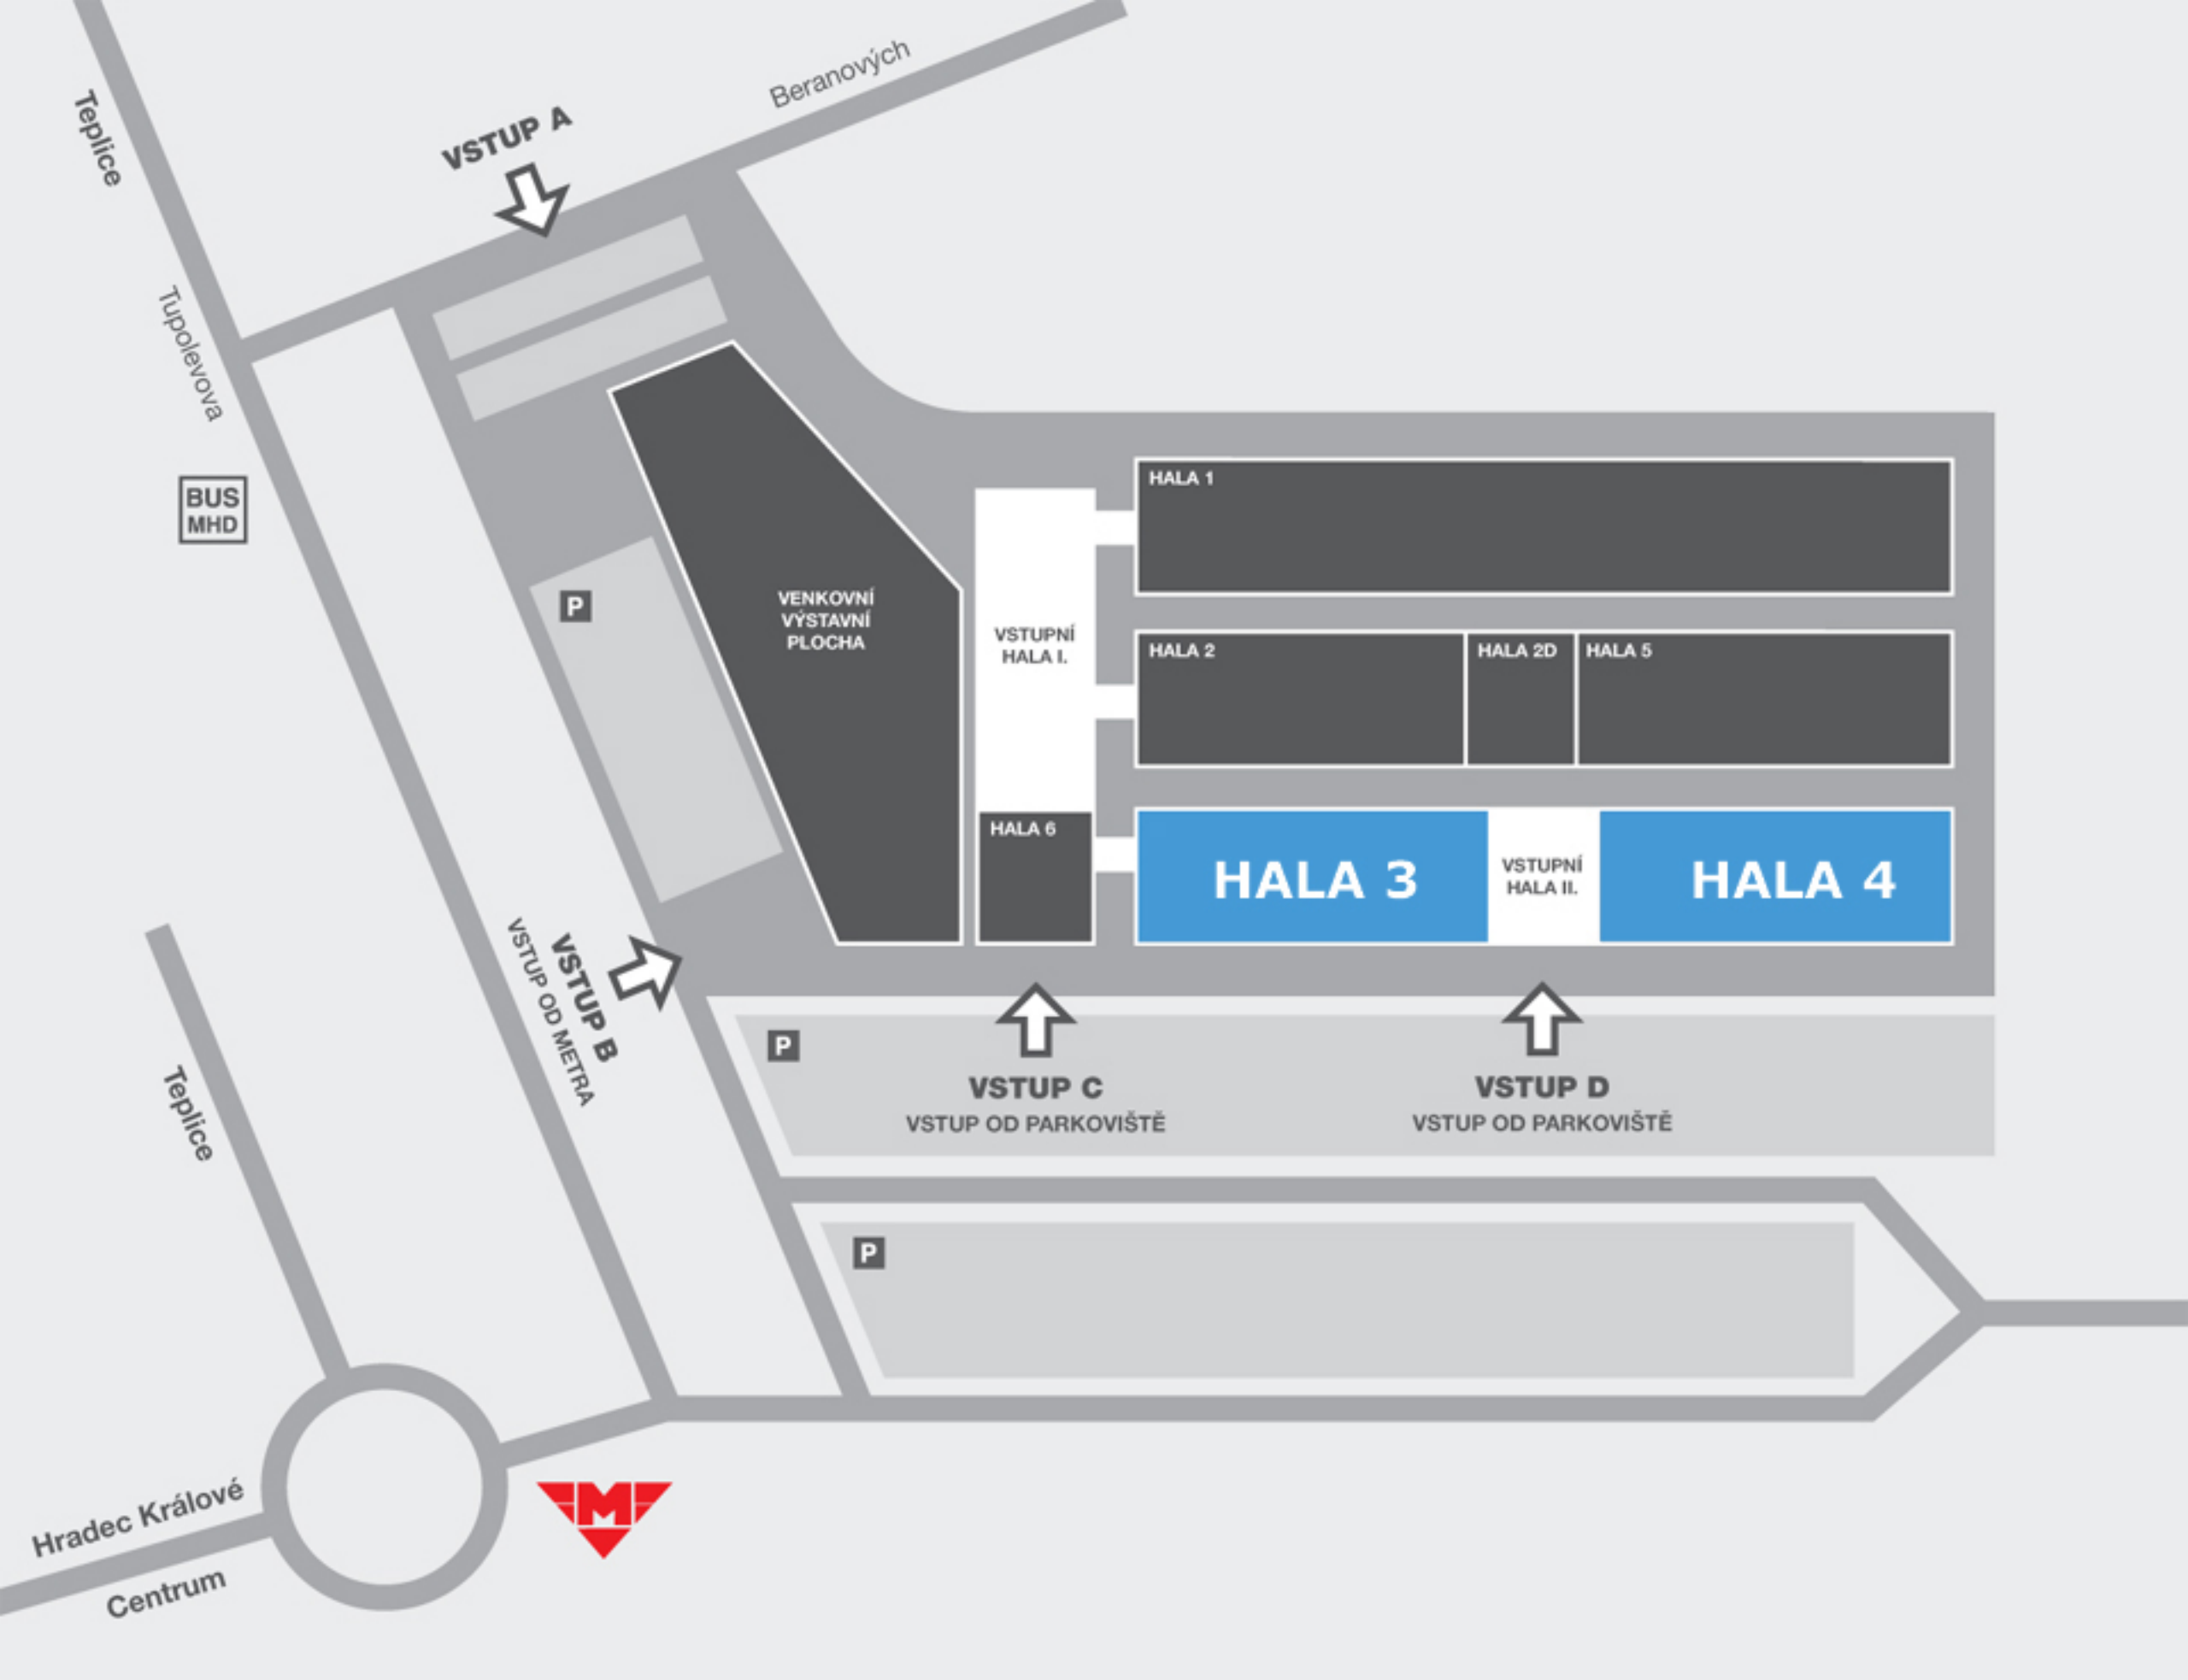 Beranových
VSTUP A
Teplice
Tupolevova
BUS
MHD
HALA 1
P
VENKOVNÍ
VÝSTAVNÍ
PLOCHA
VSTUPNÍ
HALA I.
HALA 2
HALA 2D
HALA 5
HALA 6
HALA 3
VSTUPNÍ
HALA II.
HALA 4
VSTUP B
VSTUP OD METRA
P
VSTUP C
VSTUP OD PARKOVIŠTĚ
VSTUP D
VSTUP OD PARKOVIŠTĚ
Teplice
P
M
Hradec Králové
Centrum